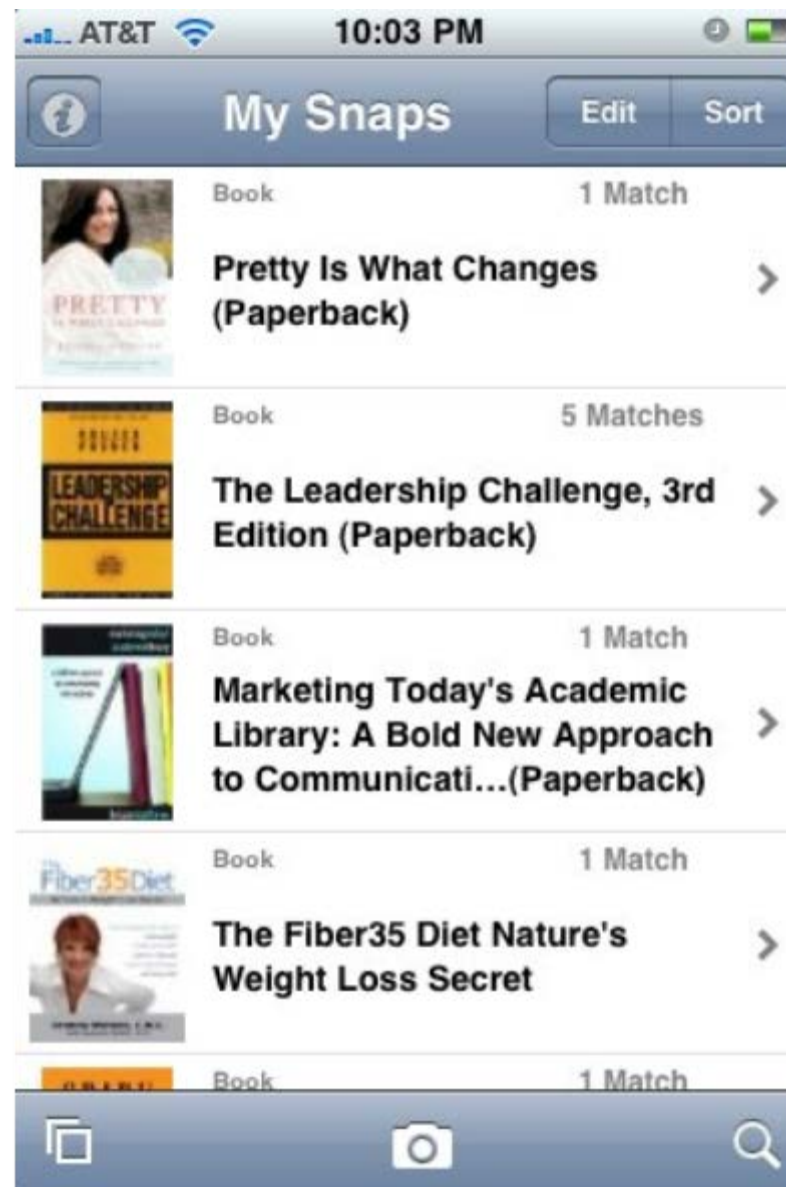 AT&T 10:03 PM
My Snaps Edit Sort
Book 1 Match
PRETTY
Pretty Is What Changes
(Paperback)
Book 5 Matches
LEADERSHIP
CHALLENGE
The Leadership Challenge, 3rd
Edition (Paperback)
Book 1 Match
Marketing Today's Academic
Library: A Bold New Approach
to Communicati...(Paperback)
Book 1 Match
Fiber35Diet
The Fiber35 Diet Nature's
Weight Loss Secret
Book 1 Match